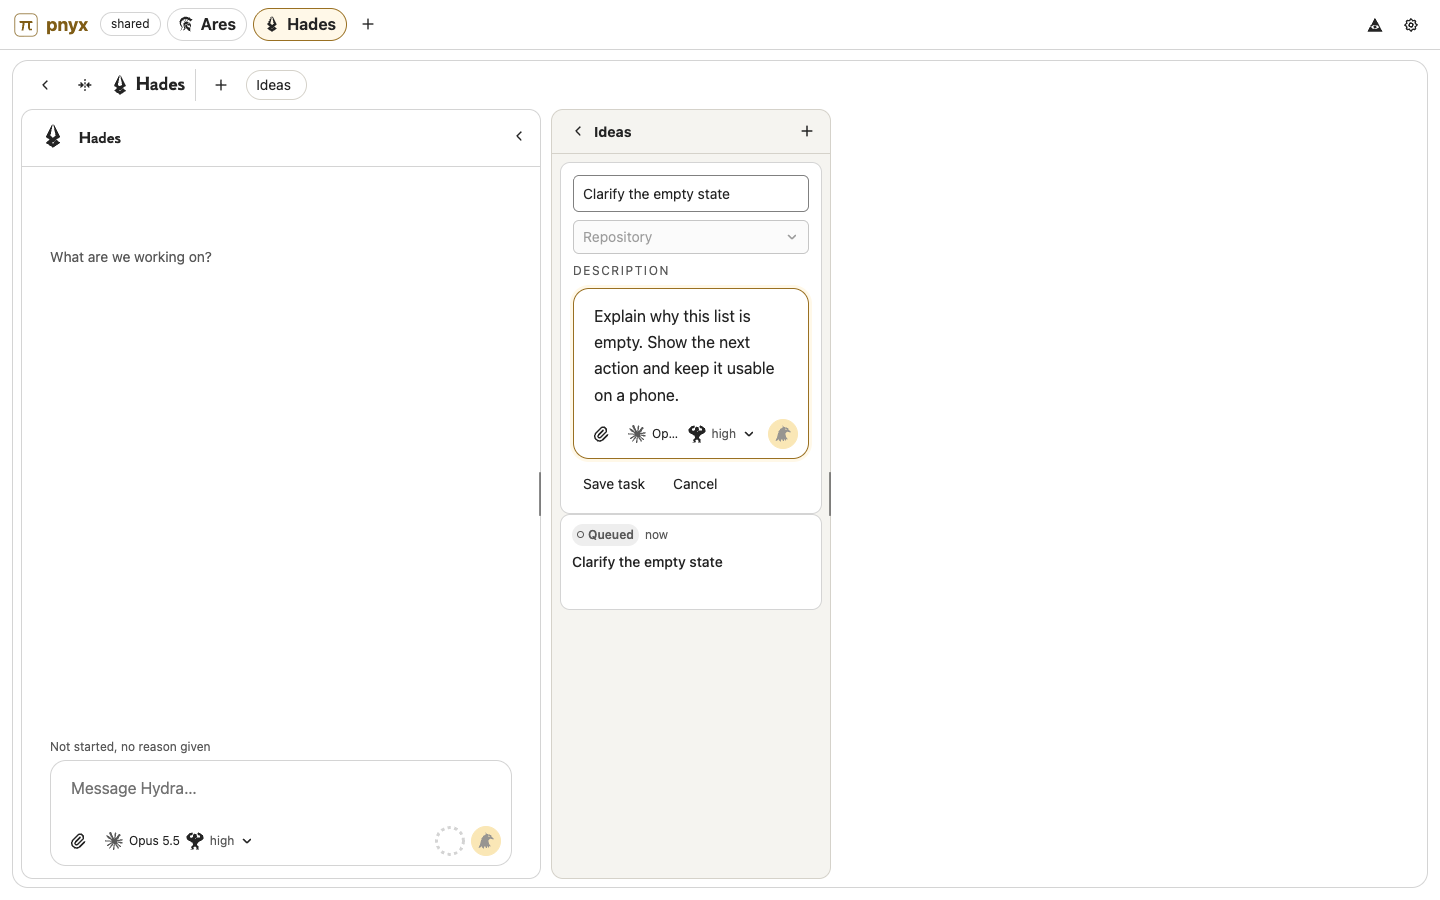 π pnyx shared Ares Hades
Hades Ideas
Hades
What are we working on?
Not started, no reason given
Message Hydra...
Opus 5.5 high
Ideas
Clarify the empty state
Repository
DESCRIPTION
Explain why this list is
empty. Show the next
action and keep it usable
on a phone.
Op... high
Save task Cancel
Queued now
Clarify the empty state